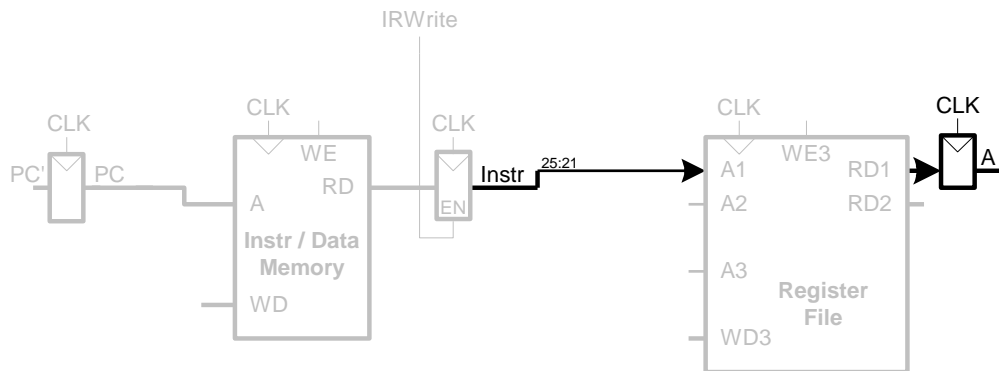 IRWrite
CLK
CLK
CLK
CLK
CLK
PC'
PC
WE
RD
A
EN
Instr / Data
Memory
WD
Instr
25:21
A1
WE3
RD1
A
A2
RD2
A3
Register
File
WD3